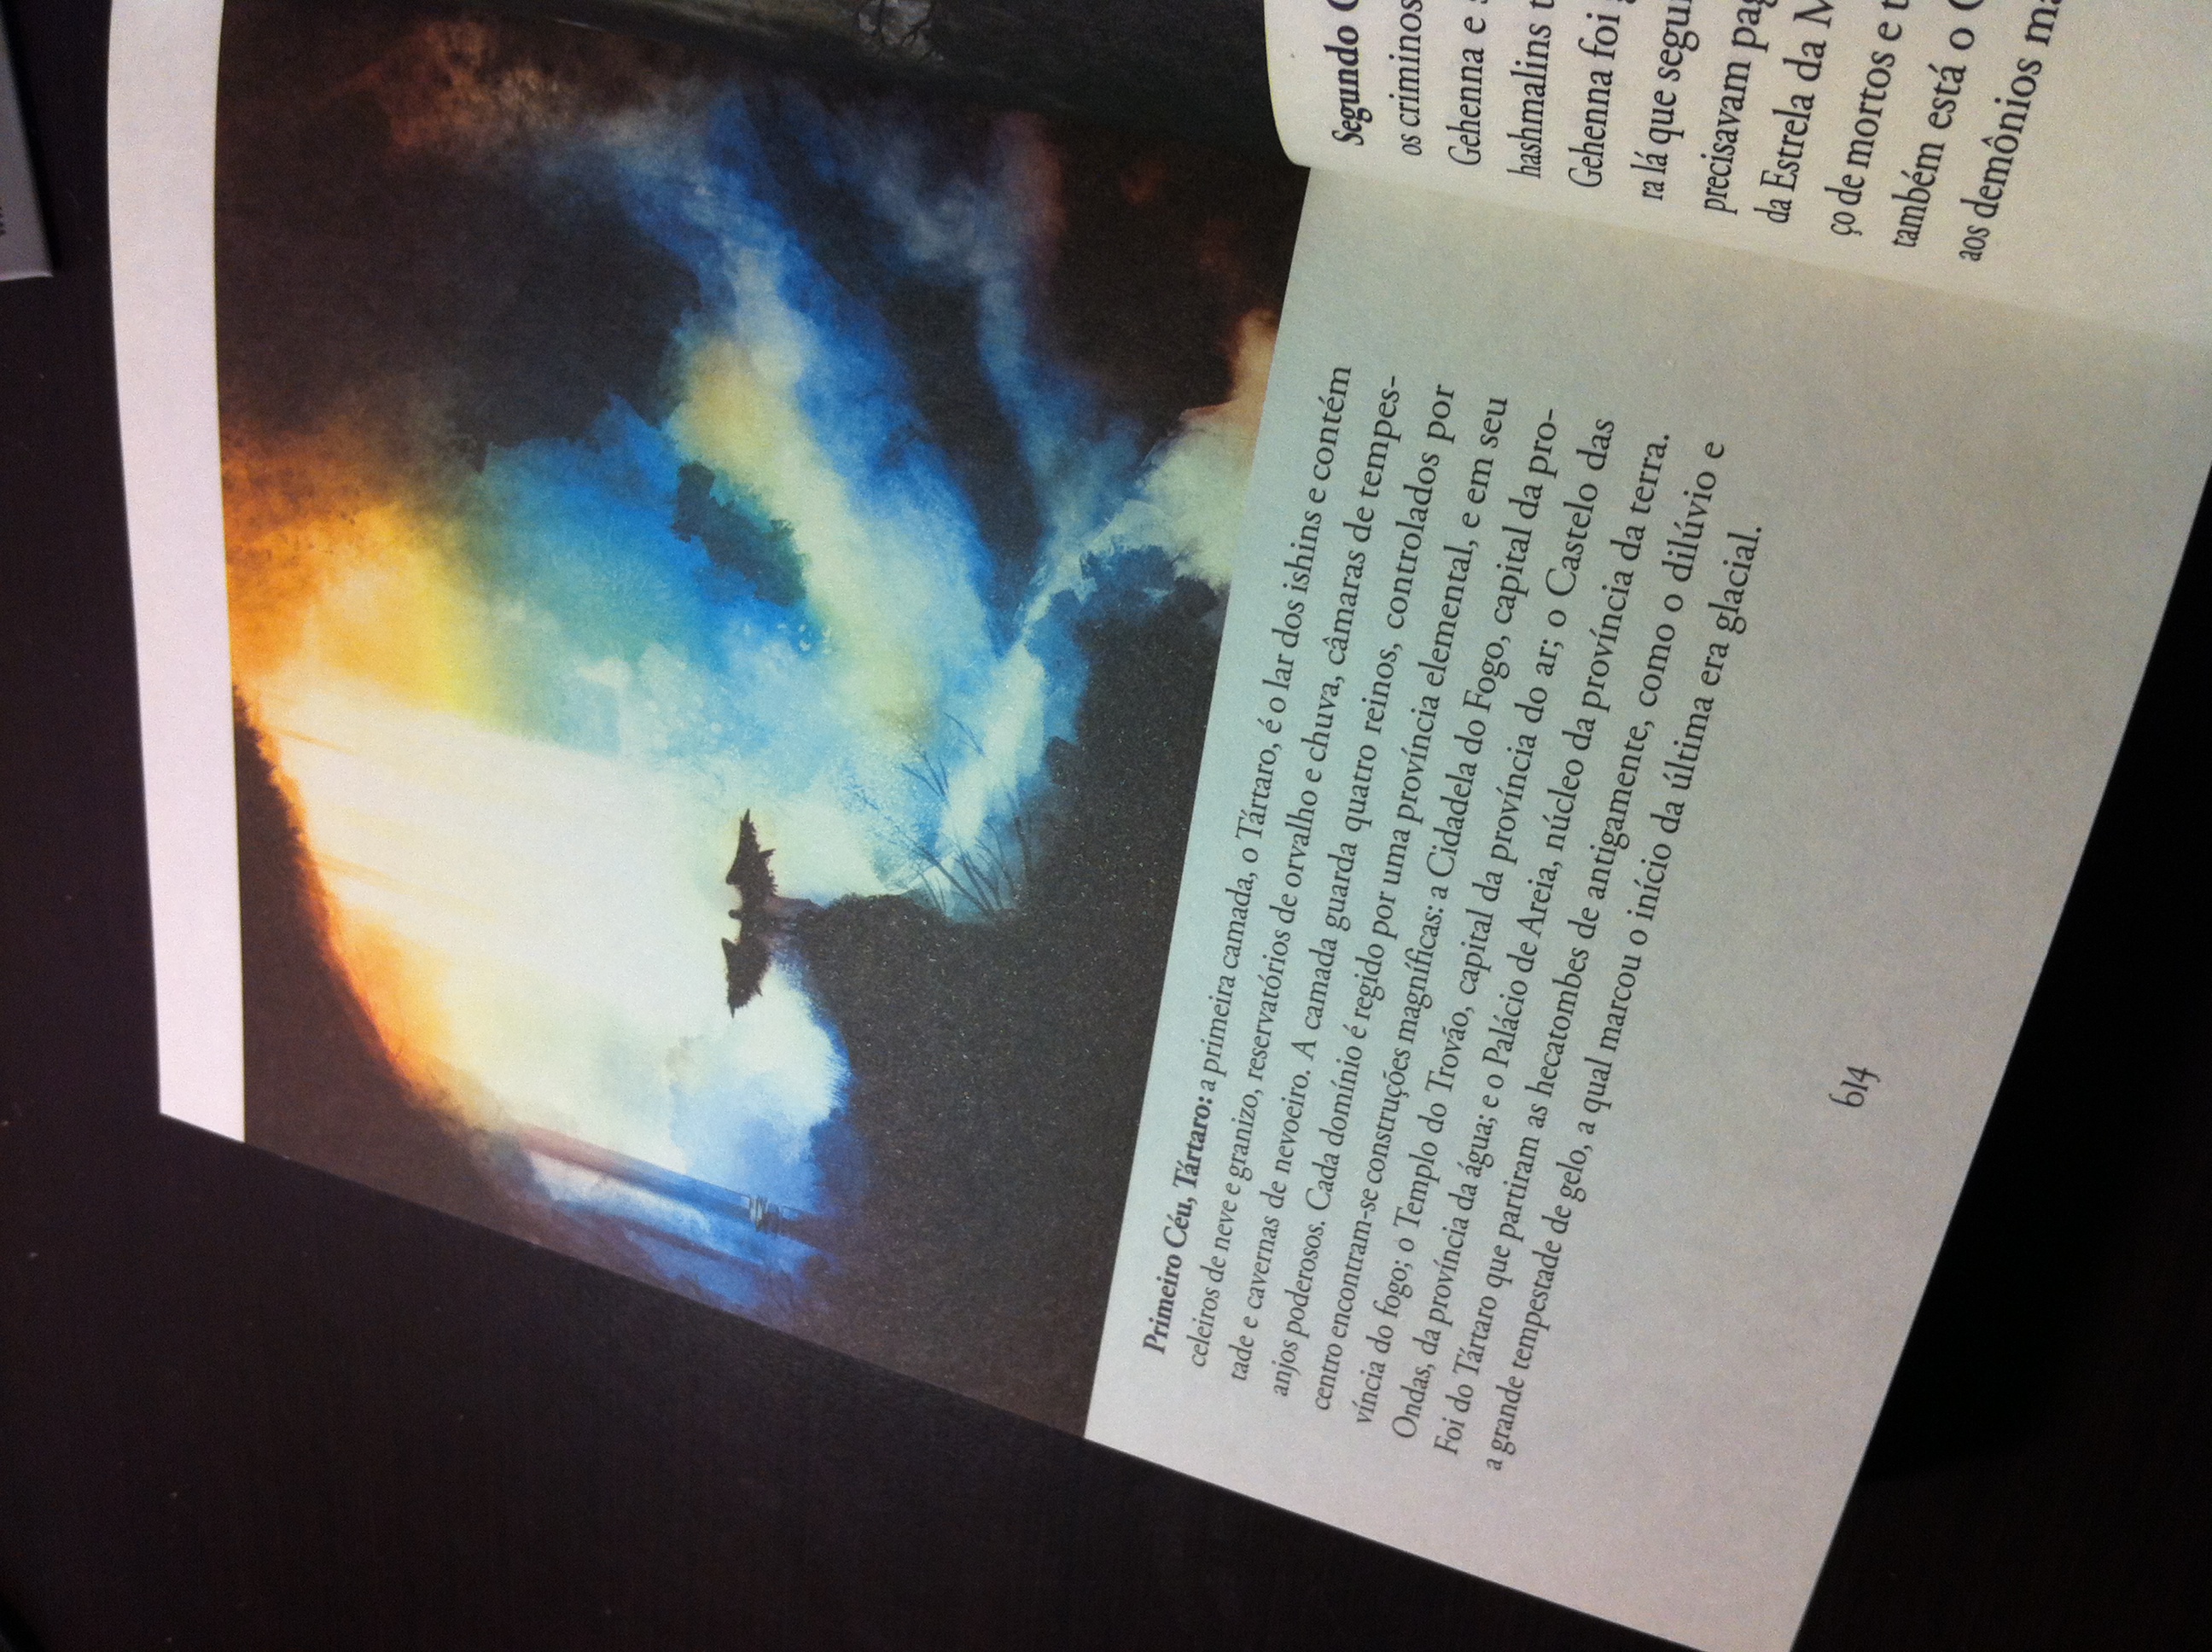 Primeiro Céu, Tártaro: a primeira camada, o Tártaro, é o lar dos ishins e contém
celeiros de neve e granizo, reservatórios de orvalho e chuva, câmaras de tempes-
tade e cavernas de nevoeiro. A camada guarda quatro reinos, controlados por
anjos poderosos. Cada domínio é regido por uma província elemental, e em seu
centro encontram-se construções magníficas: a Cidadela do Fogo, capital da pro-
víncia do fogo; o Templo do Trovão, capital da província do ar; o Castelo das
Ondas, da província da água; e o Palácio de Areia, núcleo da província da terra.
Foi do Tártaro que partiram as hecatombes de antigamente, como o dilúvio e
a grande tempestade de gelo, a qual marcou o início da última era glacial.
614
Segundo
os criminos
Gehenna e
hashmalins
Gehenna foi
ra lá que segu
precisavam pa
da Estrela da M
ço de mortos e t
também está o
aos demônios ma